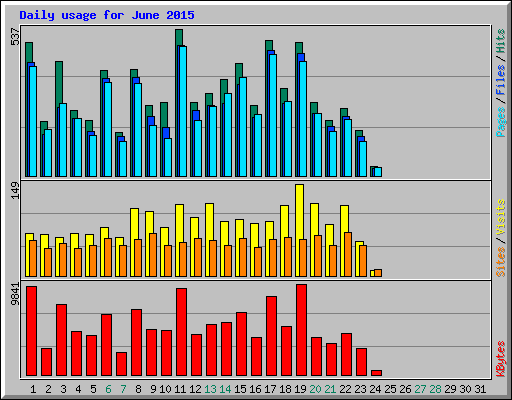 Daily usage for June 2015
537
Pages / Files / Hits
149
Sites / Visits
9841
KBytes
1 2 3 4 5 6 7 8 9 10 11 12 13 14 15 16 17 18 19 20 21 22 23 24 25 26 27 28 29 30 31